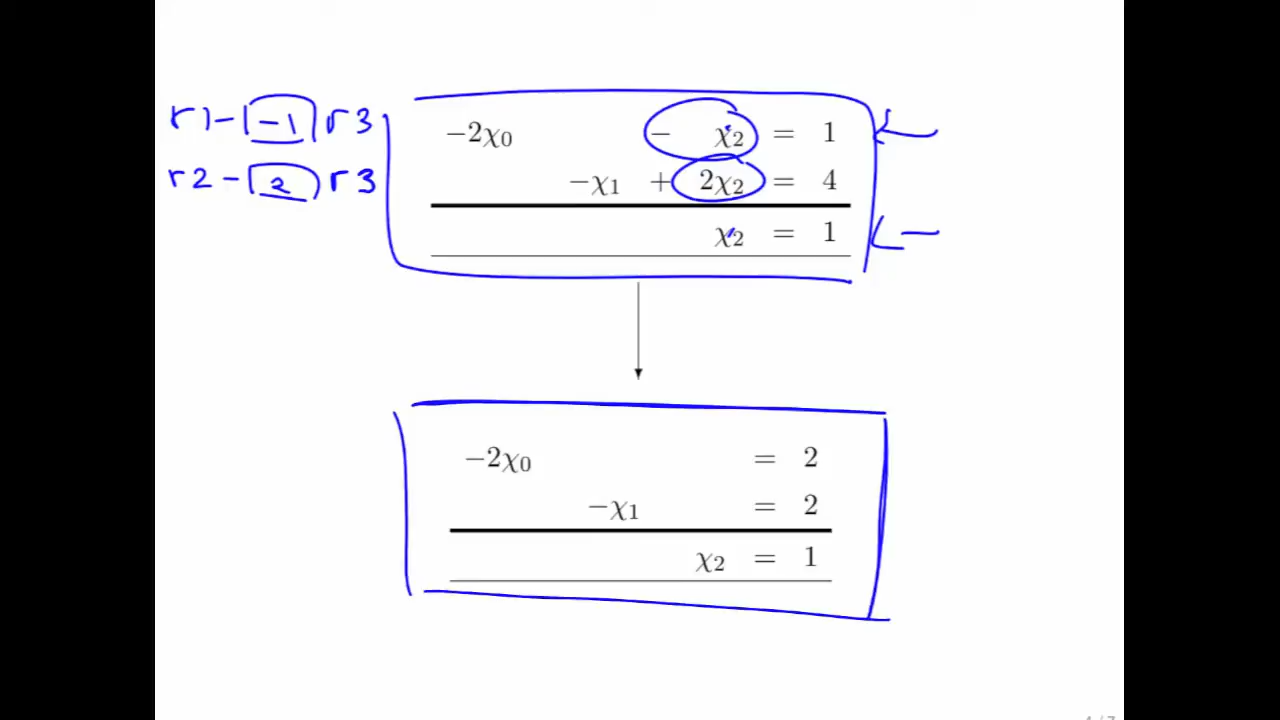 r1 - (-1) r3
−2χ0 − χ2 = 1
r2 - (2) r3
−χ1 + 2χ2 = 4
χ2 = 1
−2χ0 = 2
−χ1 = 2
χ2 = 1